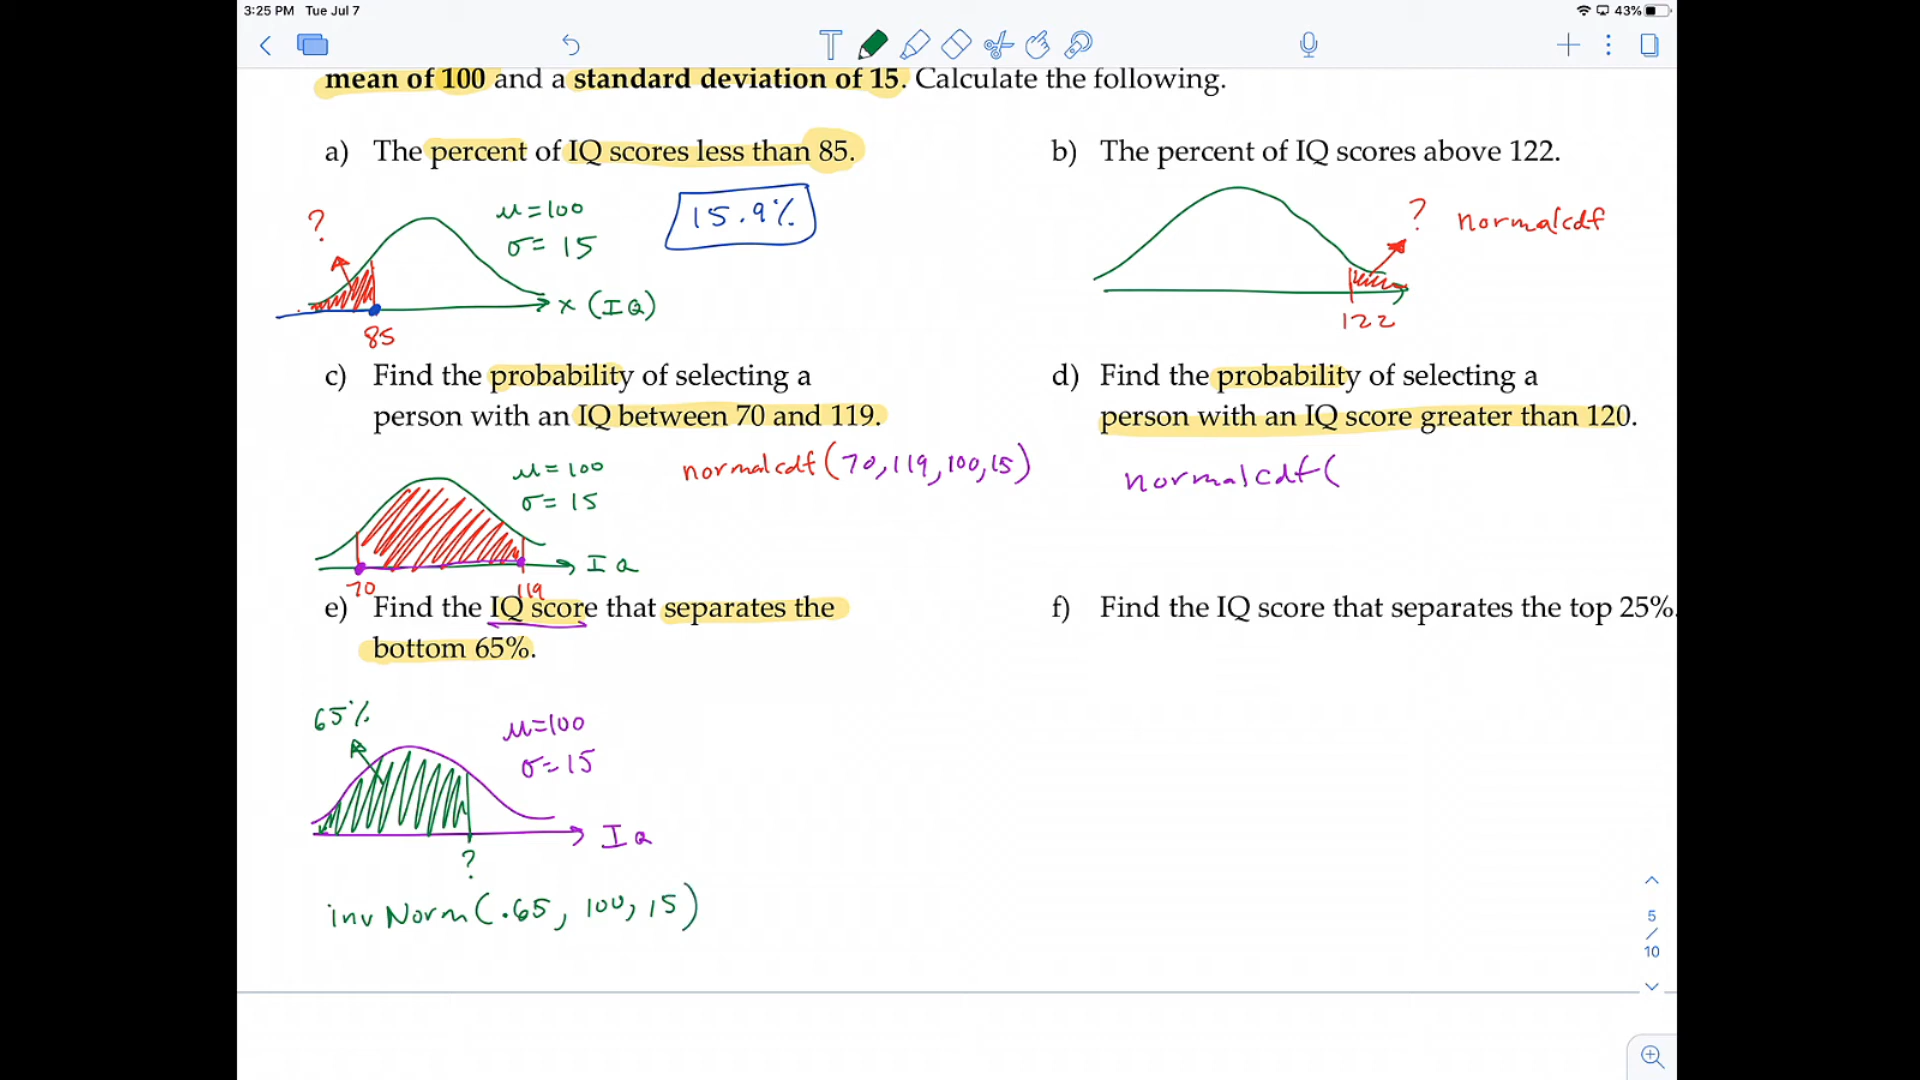 3:25 PM Tue Jul 7
43%
mean of 100 and a standard deviation of 15. Calculate the following.
a) The percent of IQ scores less than 85.
?
μ=100
σ= 15
15.9%
x (IQ)
85
b) The percent of IQ scores above 122.
? normalcdf
122
c) Find the probability of selecting a
person with an IQ between 70 and 119.
μ=100
σ= 15
normalcdf(70,119,100,15)
IQ
70
119
d) Find the probability of selecting a
person with an IQ score greater than 120.
normalcdf(
e) Find the IQ score that separates the
bottom 65%.
65%
μ=100
σ=15
IQ
?
invNorm(.65, 100, 15)
f) Find the IQ score that separates the top 25%.
5
/
10